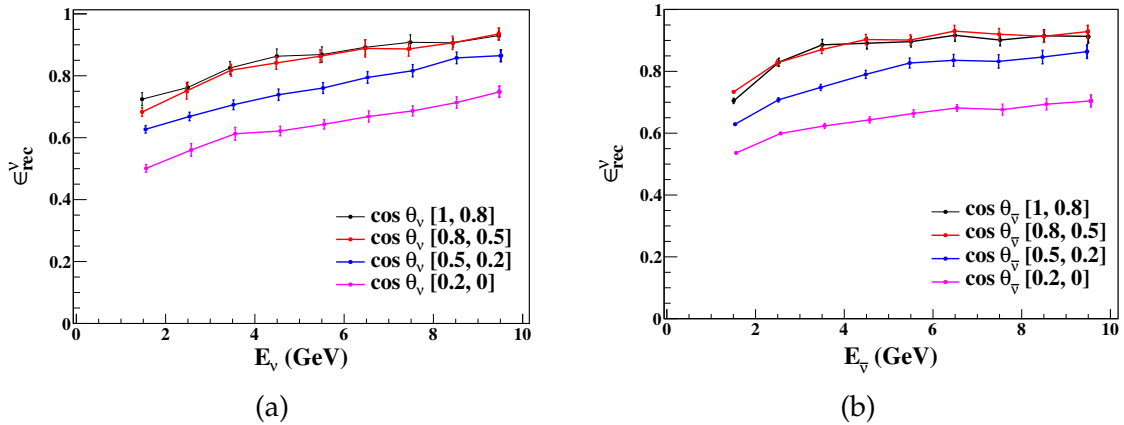 1
0.8
0.6
0.4
0.2
0
ϵ^ν_rec
cos θ_ν [1, 0.8]
cos θ_ν [0.8, 0.5]
cos θ_ν [0.5, 0.2]
cos θ_ν [0.2, 0]
0 2 4 6 8 10
E_ν (GeV)
(a)
1
0.8
0.6
0.4
0.2
0
ϵ^ν_rec
cos θ_ν̅ [1, 0.8]
cos θ_ν̅ [0.8, 0.5]
cos θ_ν̅ [0.5, 0.2]
cos θ_ν̅ [0.2, 0]
0 2 4 6 8 10
E_ν̅ (GeV)
(b)